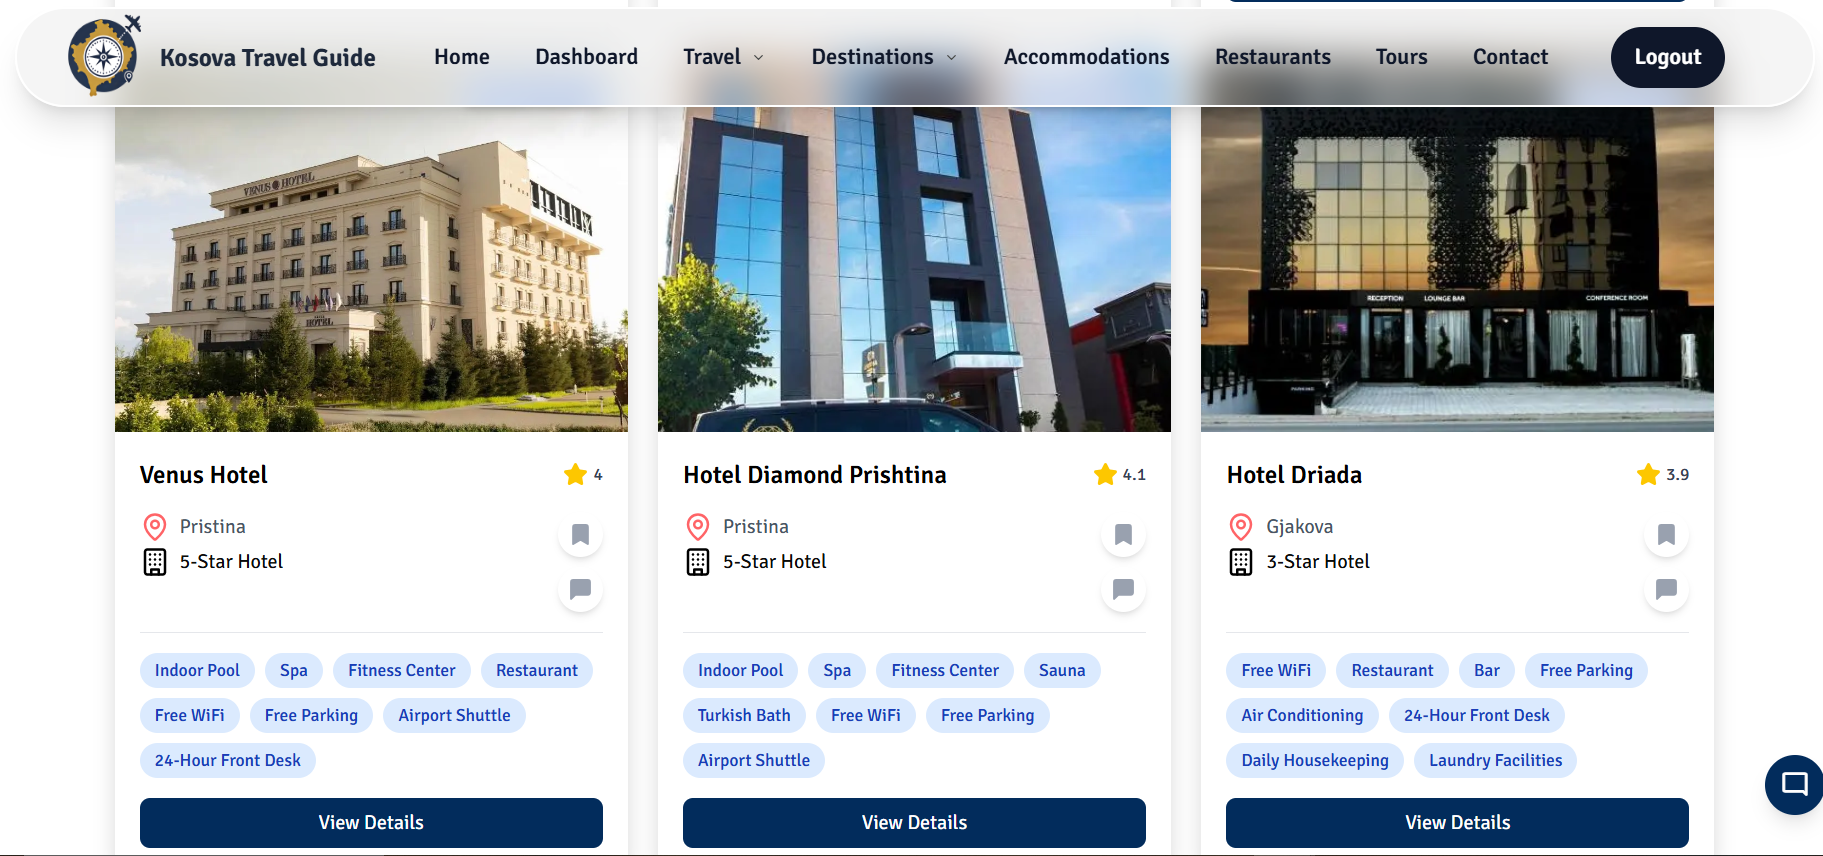 Kosova Travel Guide
Home
Dashboard
Travel
Destinations
Accommodations
Restaurants
Tours
Contact
Logout
VENUS HOTEL
HOTEL
RECEPTION
LOUNGE BAR
CONFERENCE ROOM
PARKING
Venus Hotel
4
Pristina
5-Star Hotel
Indoor Pool
Spa
Fitness Center
Restaurant
Free WiFi
Free Parking
Airport Shuttle
24-Hour Front Desk
View Details
Hotel Diamond Prishtina
4.1
Pristina
5-Star Hotel
Indoor Pool
Spa
Fitness Center
Sauna
Turkish Bath
Free WiFi
Free Parking
Airport Shuttle
View Details
Hotel Driada
3.9
Gjakova
3-Star Hotel
Free WiFi
Restaurant
Bar
Free Parking
Air Conditioning
24-Hour Front Desk
Daily Housekeeping
Laundry Facilities
View Details